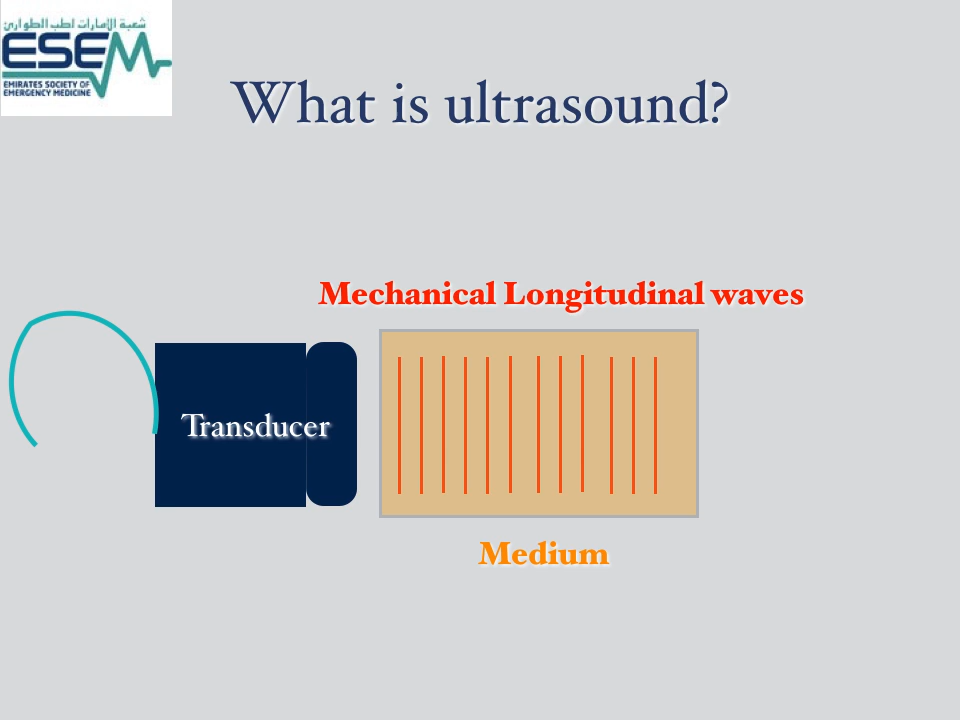 شعبة الإمارات لطب الطوارئ
ESEM
EMIRATES SOCIETY OF
EMERGENCY MEDICINE
What is ultrasound?
Mechanical Longitudinal waves
Transducer
Medium